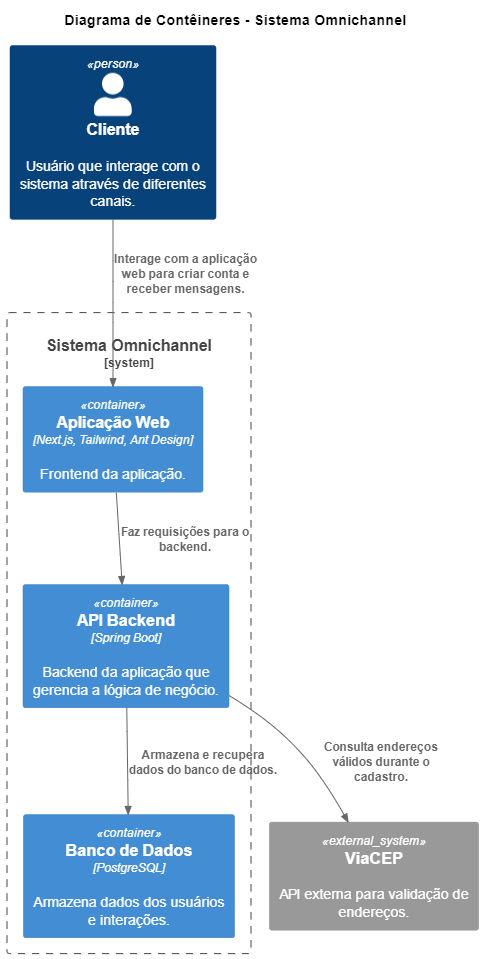 Diagrama de Contêineres - Sistema Omnichannel
«person»
Cliente
Usuário que interage com o
sistema através de diferentes
canais.
Interage com a aplicação
web para criar conta e
receber mensagens.
Sistema Omnichannel
[system]
«container»
Aplicação Web
[Next.js, Tailwind, Ant Design]
Frontend da aplicação.
Faz requisições para o
backend.
«container»
API Backend
[Spring Boot]
Backend da aplicação que
gerencia a lógica de negócio.
Armazena e recupera
dados do banco de dados.
Consulta endereços
válidos durante o
cadastro.
«container»
Banco de Dados
[PostgreSQL]
Armazena dados dos usuários
e interações.
«external_system»
ViaCEP
API externa para validação de
endereços.